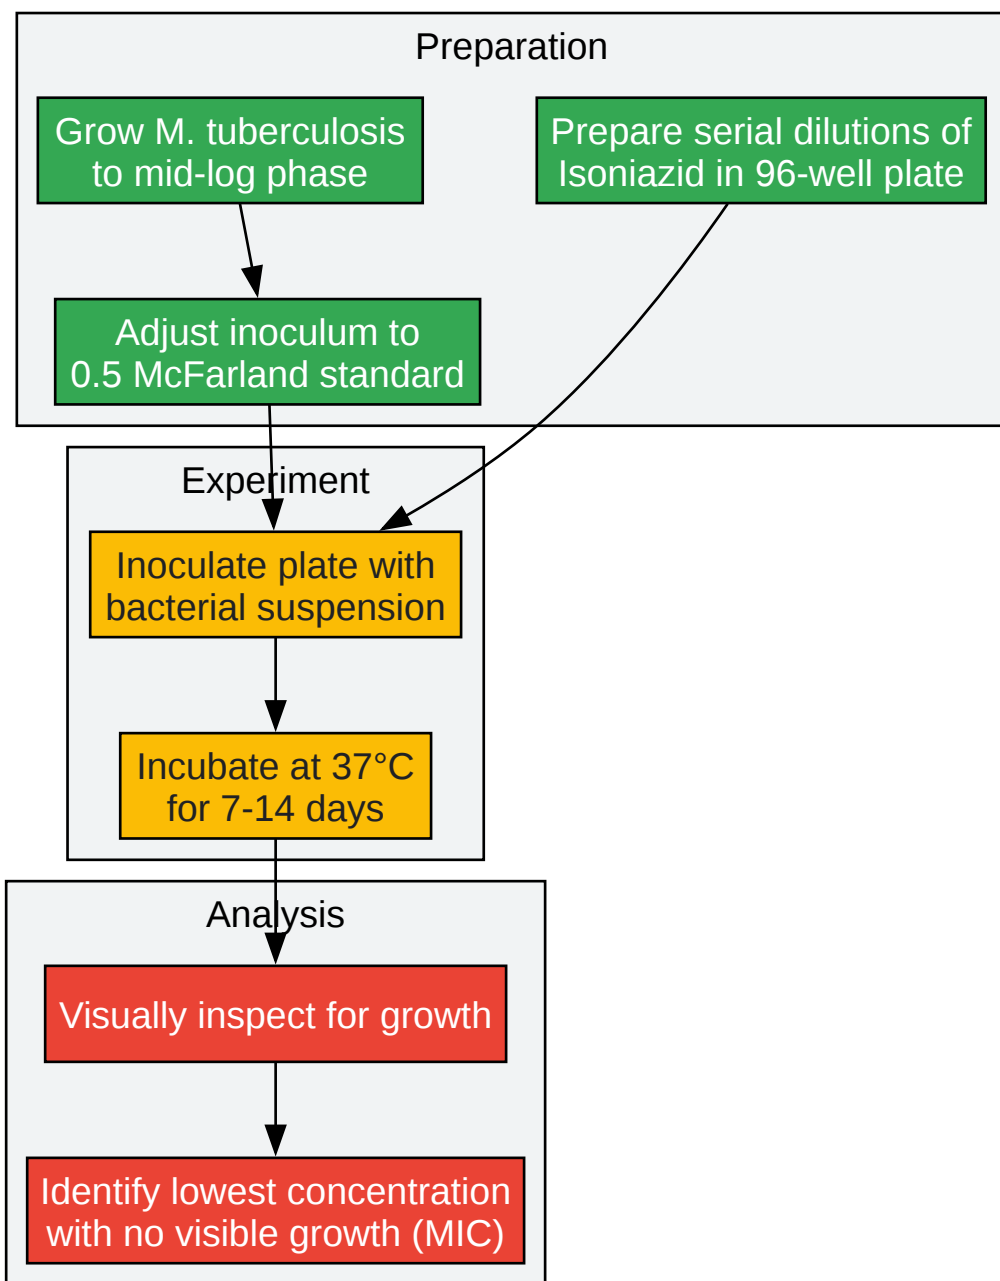 Preparation
Grow M. tuberculosis
to mid-log phase
Prepare serial dilutions of
Isoniazid in 96-well plate
Adjust inoculum to
0.5 McFarland standard
Experiment
Inoculate plate with
bacterial suspension
Incubate at 37°C
for 7-14 days
Analysis
Visually inspect for growth
Identify lowest concentration
with no visible growth (MIC)